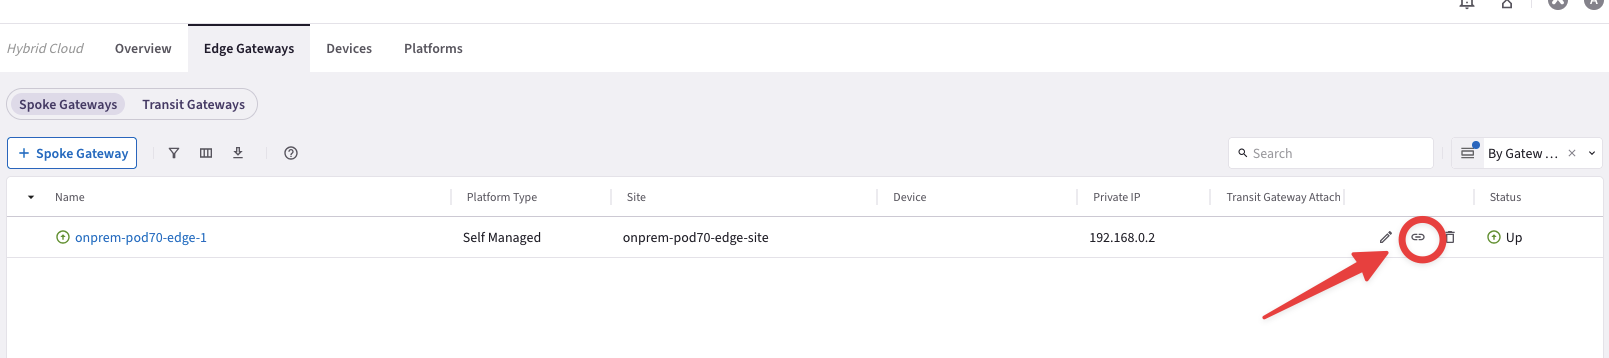 Hybrid Cloud Overview Edge Gateways Devices Platforms
Spoke Gateways Transit Gateways
+ Spoke Gateway Search By Gatew ...
Name Platform Type Site Device Private IP Transit Gateway Attach Status
onprem-pod70-edge-1 Self Managed onprem-pod70-edge-site 192.168.0.2 Up